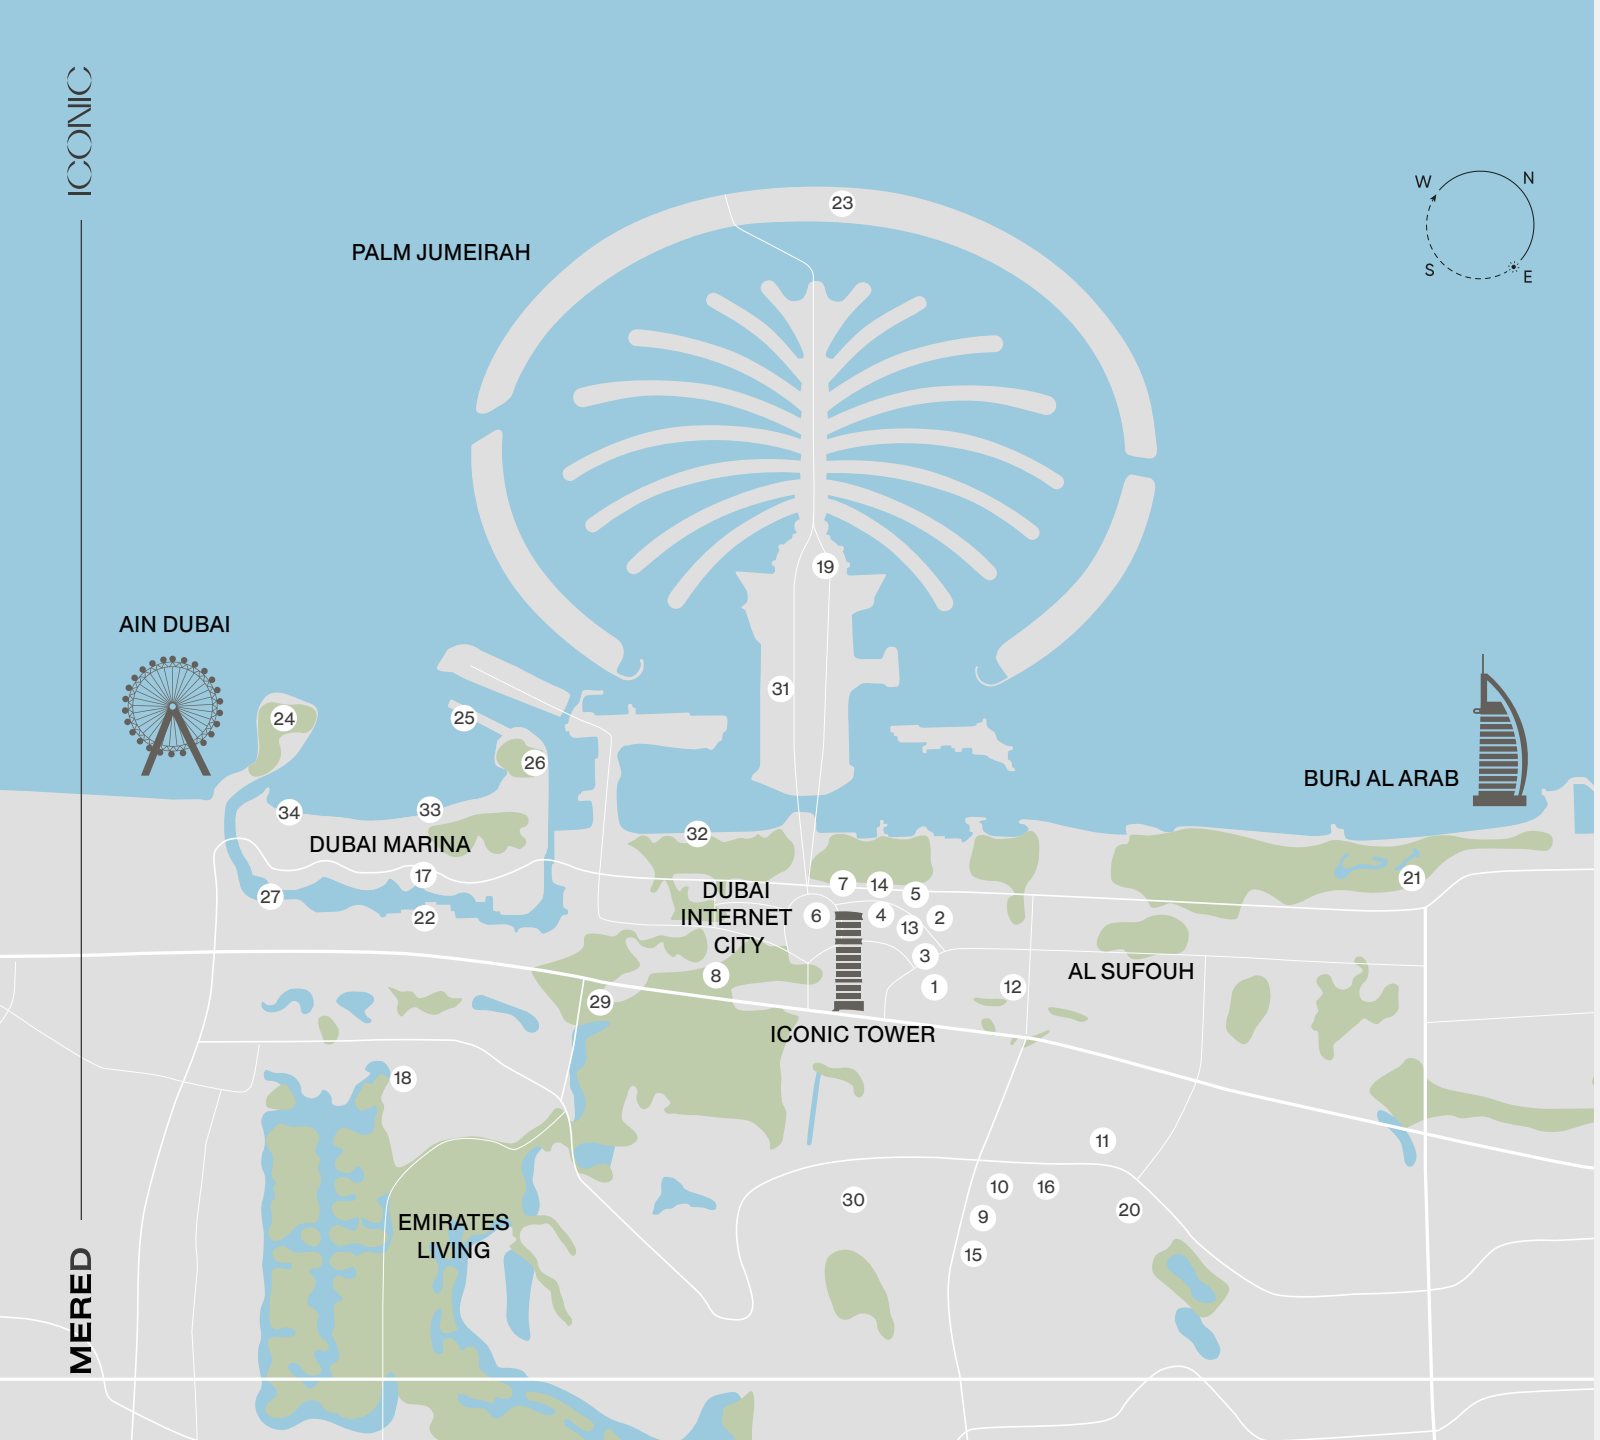 ICONIC
23
W
N
PALM JUMEIRAH
S
E
19
AIN DUBAI
31
24
25
26
BURJ AL ARAB
34
33
32
DUBAI MARINA
17
27
22
DUBAI
INTERNET
CITY
7
14
5
21
6
4
13
2
3
8
1
12
AL SUFOUH
29
ICONIC TOWER
18
11
10
16
30
9
20
15
EMIRATES
LIVING
MERED